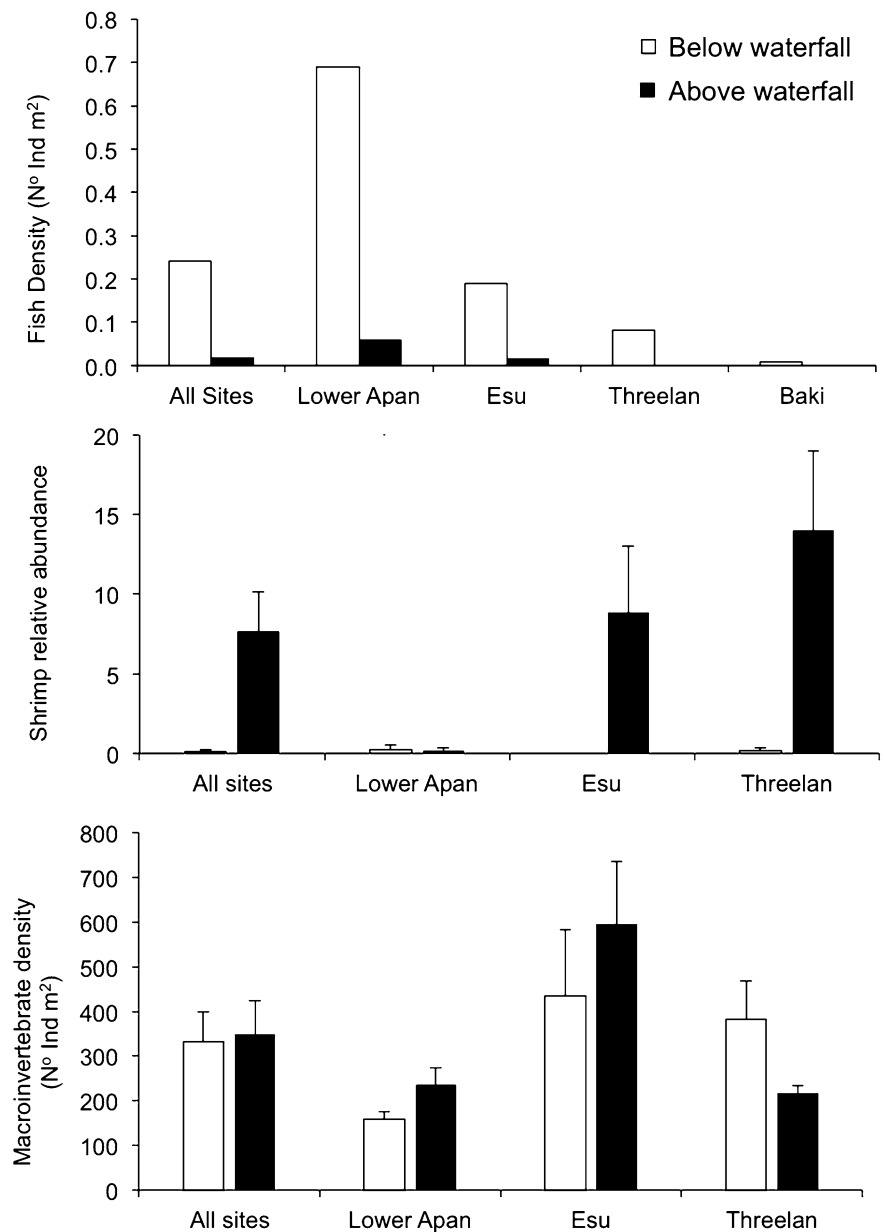 Below waterfall
Above waterfall
Fish Density (Nº Ind m²)
0.8
0.7
0.6
0.5
0.4
0.3
0.2
0.1
0.0
All Sites Lower Apan Esu Threelan Baki
Shrimp relative abundance
20
15
10
5
0
All sites Lower Apan Esu Threelan
Macroinvertebrate density
(Nº Ind m²)
800
700
600
500
400
300
200
100
0
All sites Lower Apan Esu Threelan